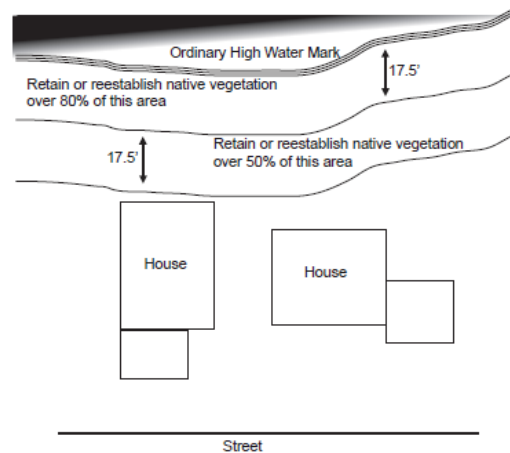 Ordinary High Water Mark
Retain or reestablish native vegetation
over 80% of this area
17.5'
Retain or reestablish native vegetation
over 50% of this area
17.5'
House
House
Street